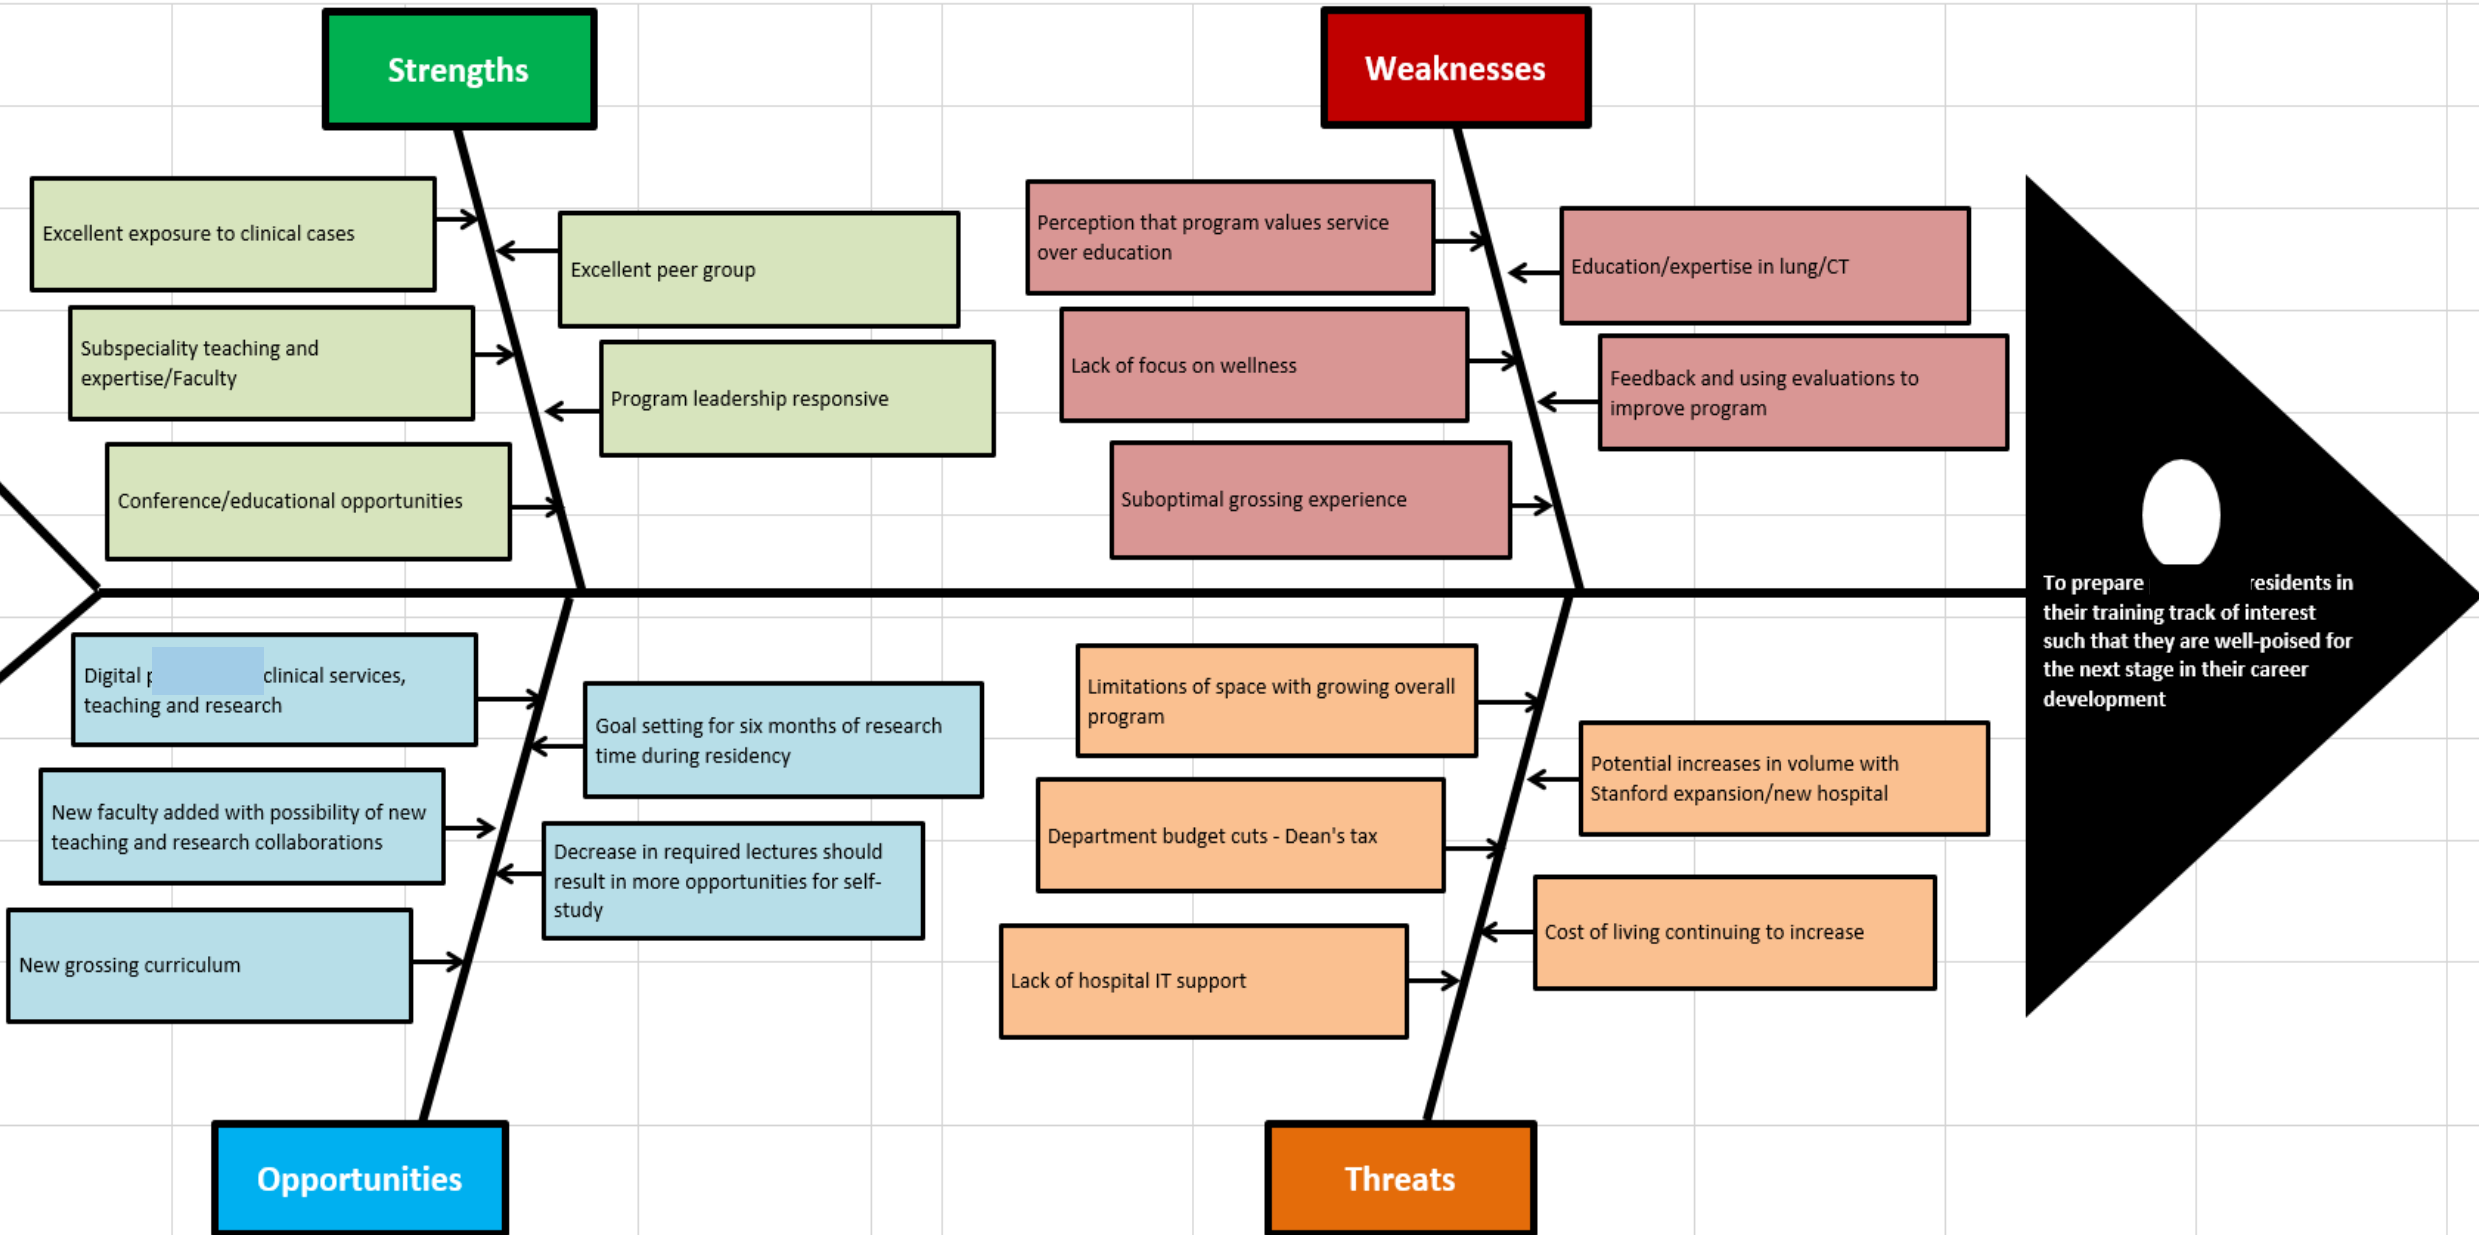 Strengths
Weaknesses
Excellent exposure to clinical cases
Excellent peer group
Subspeciality teaching and
expertise/Faculty
Program leadership responsive
Conference/educational opportunities
Perception that program values service
over education
Education/expertise in lung/CT
Lack of focus on wellness
Feedback and using evaluations to
improve program
Suboptimal grossing experience
To prepare residents in
their training track of interest
such that they are well-poised for
the next stage in their career
development
Digital clinical services,
teaching and research
Goal setting for six months of research
time during residency
New faculty added with possibility of new
teaching and research collaborations
Decrease in required lectures should
result in more opportunities for self-
study
New grossing curriculum
Limitations of space with growing overall
program
Potential increases in volume with
Stanford expansion/new hospital
Department budget cuts - Dean's tax
Cost of living continuing to increase
Lack of hospital IT support
Opportunities
Threats